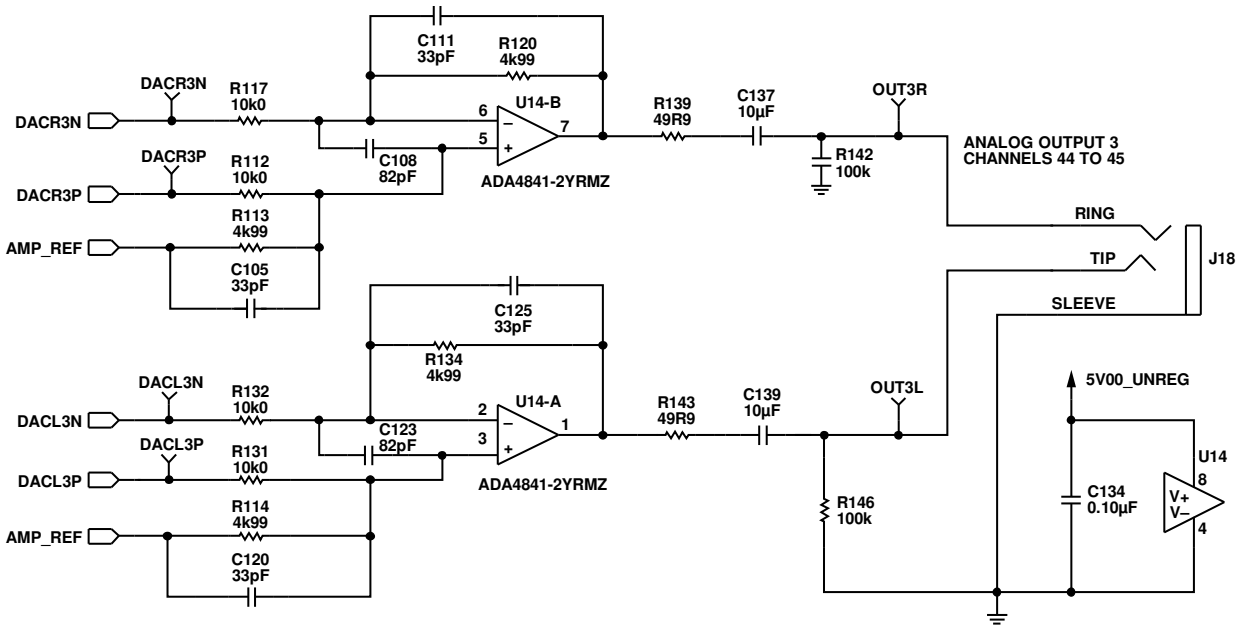 C111
33pF
R120
4k99
DACR3N
R117
10k0
DACR3N
U14-B
6
–
5
+
7
C108
82pF
ADA4841-2YRMZ
DACR3P
R112
10k0
DACR3P
R113
4k99
AMP_REF
C105
33pF
R139
49R9
C137
10µF
OUT3R
R142
100k
ANALOG OUTPUT 3
CHANNELS 44 TO 45
RING
TIP
J18
SLEEVE
C125
33pF
R134
4k99
DACL3N
R132
10k0
DACL3N
U14-A
2
–
3
+
1
C123
82pF
ADA4841-2YRMZ
DACL3P
R131
10k0
DACL3P
R114
4k99
AMP_REF
C120
33pF
R143
49R9
C139
10µF
OUT3L
R146
100k
5V00_UNREG
C134
0.10µF
U14
8
V+
V–
4